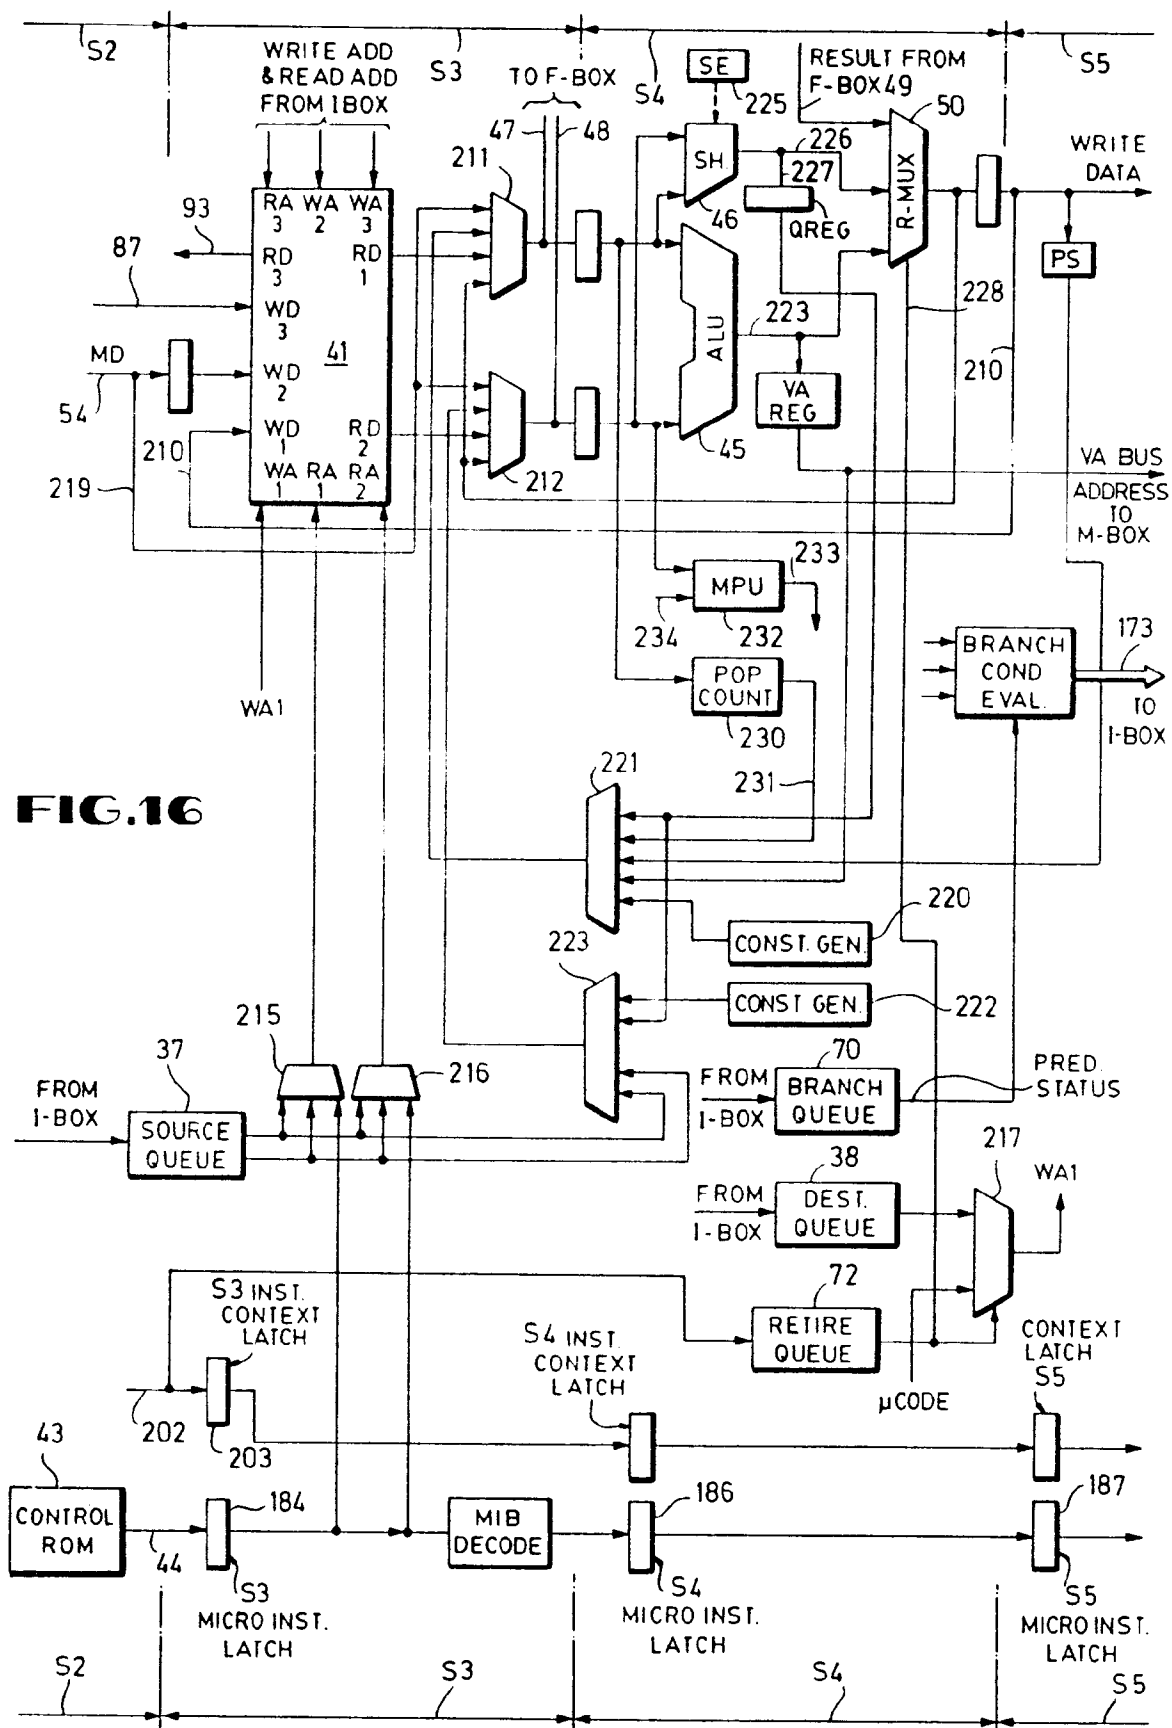 S2
S3
S4
S5
WRITE ADD
& READ ADD
FROM IBOX
TO F-BOX
SE
225
RESULT FROM
F-BOX 49
50
47
48
211
226
227
SH.
46
QREG
R-MUX
WRITE
DATA
PS
93
87
RA
3
WA
2
WA
3
RD
3
RD
1
WD
3
41
MD
54
WD
2
WD
1
RD
2
WA
1
RA
1
RA
2
210
219
212
ALU
45
223
VA
REG
228
210
VA BUS
ADDRESS
TO
M-BOX
MPU
233
234
232
POP
COUNT
230
231
BRANCH
COND
EVAL.
173
TO
I-BOX
WA1
FIG.16
221
220
CONST. GEN.
223
CONST GEN.
222
215
216
37
FROM
I-BOX
SOURCE
QUEUE
70
FROM
I-BOX
BRANCH
QUEUE
PRED.
STATUS
38
FROM
I-BOX
DEST.
QUEUE
217
WA1
72
RETIRE
QUEUE
µCODE
S3 INST.
CONTEXT
LATCH
202
203
S4 INST.
CONTEXT
LATCH
CONTEXT
LATCH
S5
43
CONTROL
ROM
44
184
S3
MICRO INST.
LATCH
MIB
DECODE
186
S4
MICRO INST.
LATCH
187
S5
MICRO INST.
LATCH
S2
S3
S4
S5